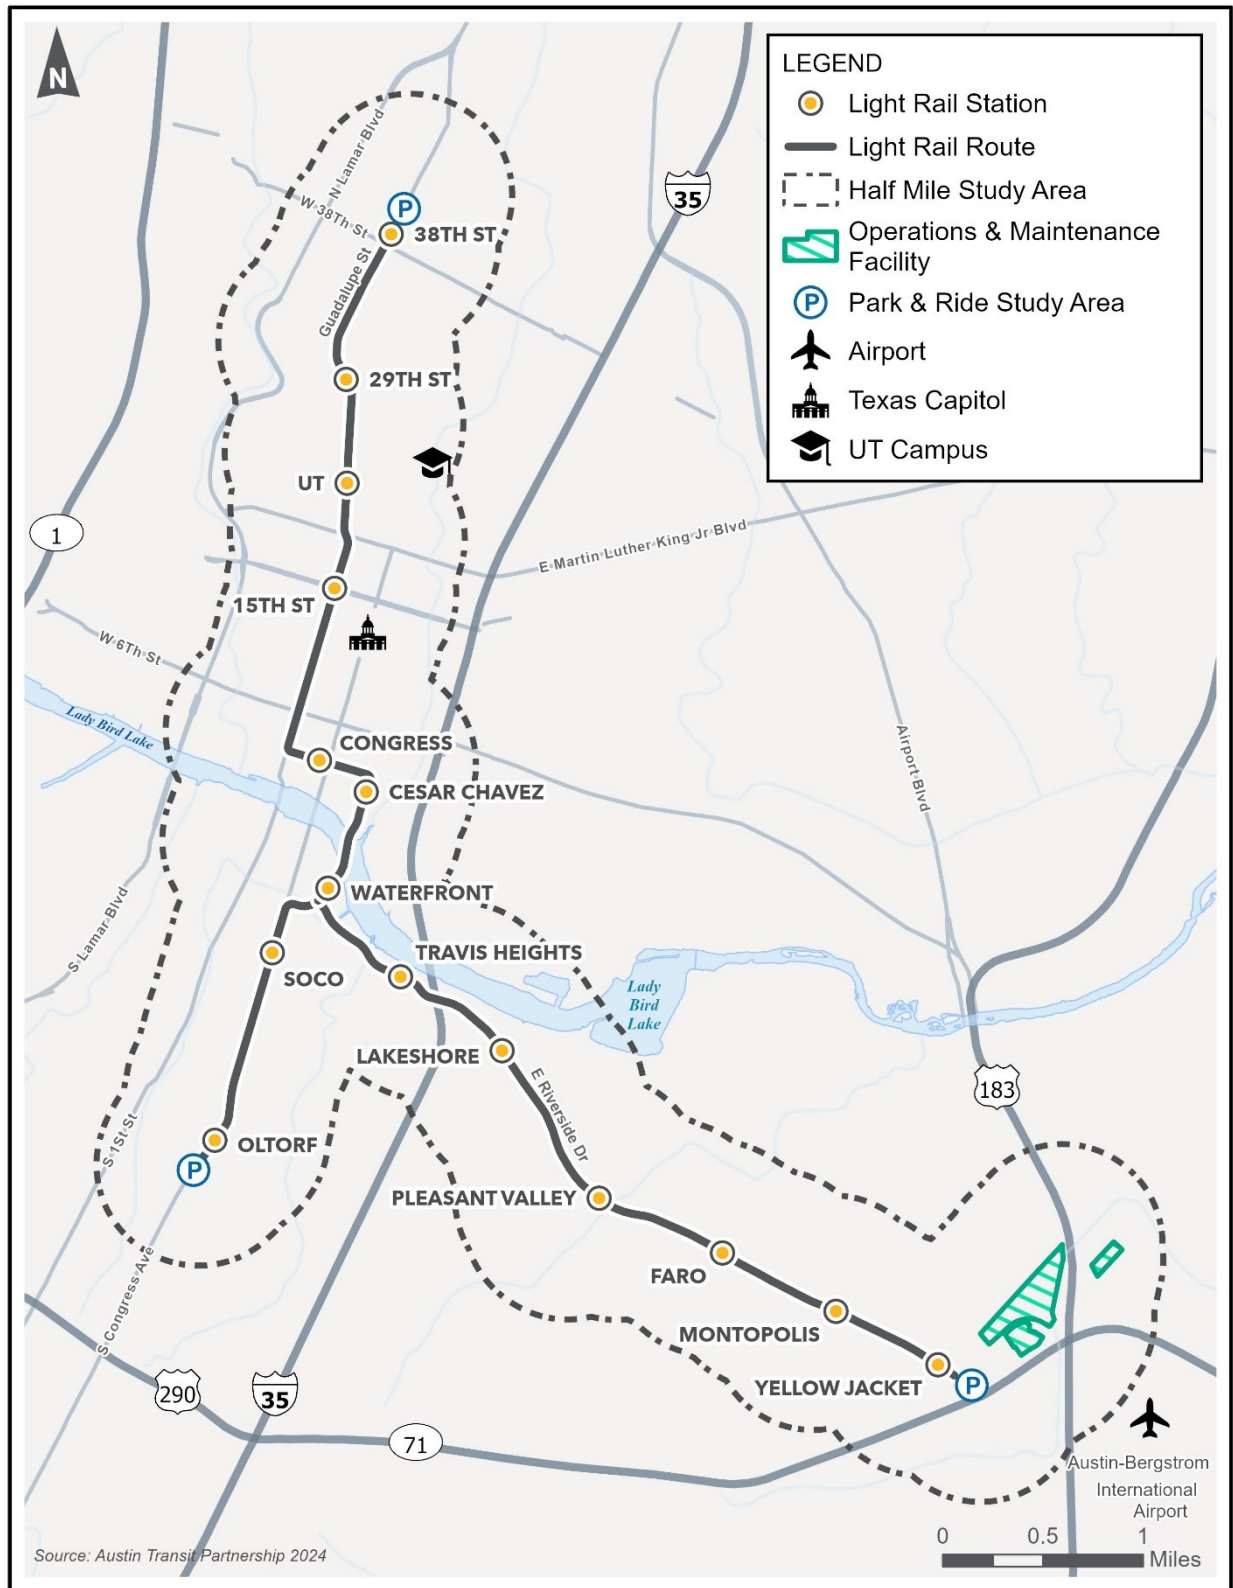 N
LEGEND
Light Rail Station
Light Rail Route
Half Mile Study Area
Operations & Maintenance
Facility
P
Park & Ride Study Area
Airport
Texas Capitol
UT Campus
35
N Lamar Blvd
W 38Th St
P
38TH ST
Guadalupe St
29TH ST
UT
1
E Martin Luther King Jr Blvd
15TH ST
W 6Th St
Lady Bird Lake
CONGRESS
CESAR CHAVEZ
Airport Blvd
WATERFRONT
S Lamar Blvd
TRAVIS HEIGHTS
SOCO
Lady
Bird
Lake
LAKESHORE
E Riverside Dr
183
S 1St St
OLTORF
P
PLEASANT VALLEY
S Congress Ave
FARO
MONTOPOLIS
YELLOW JACKET
P
290
35
71
Austin-Bergstrom
International
Airport
0 0.5 1
Miles
Source: Austin Transit Partnership 2024